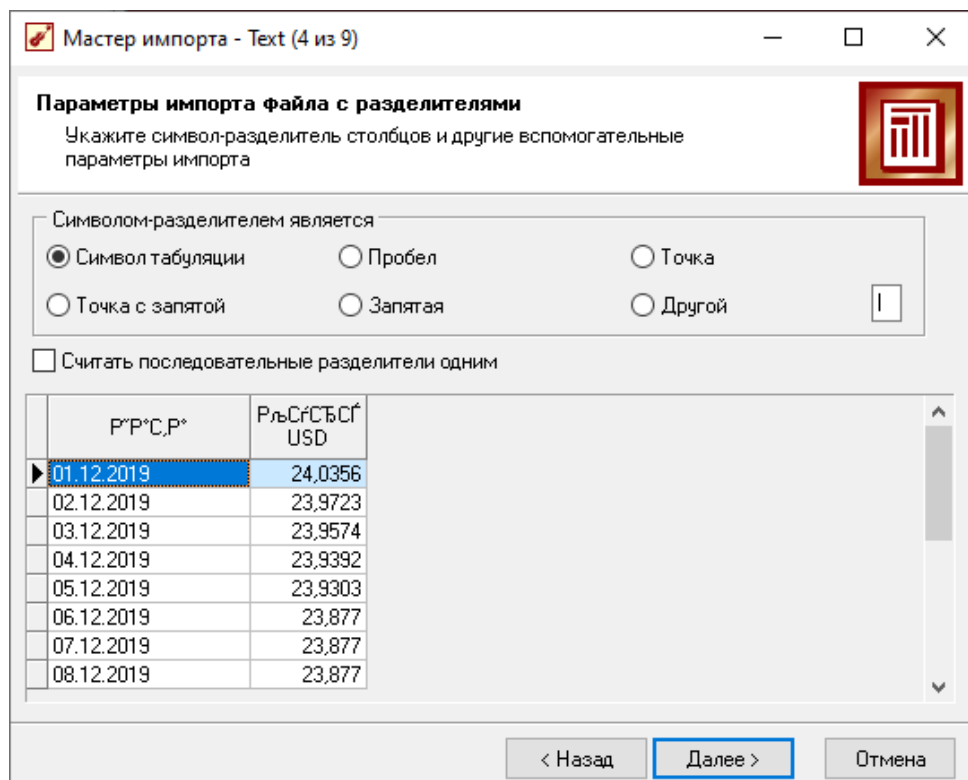 Мастер импорта - Text (4 из 9)
Параметры импорта файла с разделителями
Укажите символ-разделитель столбцов и другие вспомогательные
параметры импорта
Символом-разделителем является
Символ табуляции
Пробел
Точка
Точка с запятой
Запятая
Другой
Считать последовательные разделители одним
Р”Р°С‚Р° РљСѓСЂСЃ
USD
01.12.2019 24,0356
02.12.2019 23,9723
03.12.2019 23,9574
04.12.2019 23,9392
05.12.2019 23,9303
06.12.2019 23,877
07.12.2019 23,877
08.12.2019 23,877
< Назад Далее > Отмена